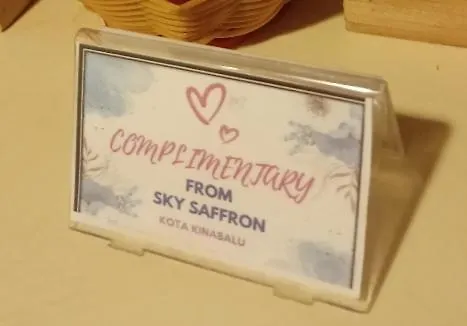 COMPLIMENTARY
FROM
SKY SAFFRON
KOTA KINABALU